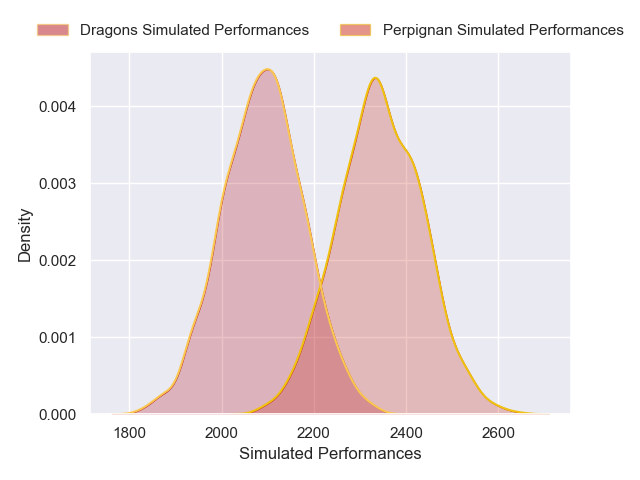 Dragons Simulated Performances
Perpignan Simulated Performances
0.004
0.003
0.002
0.001
0.000
Density
1800
2000
2200
2400
2600
Simulated Performances